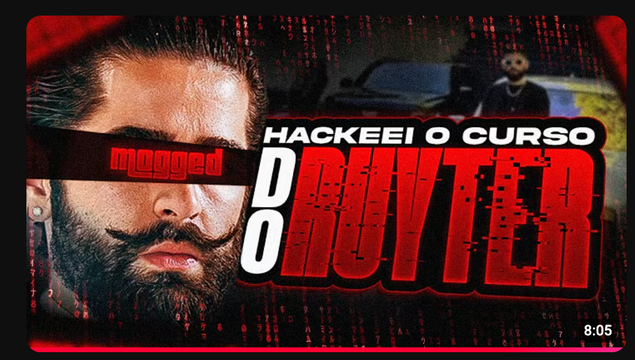 HACKEEI O CURSO
DO RUYTER
mogged
8:05